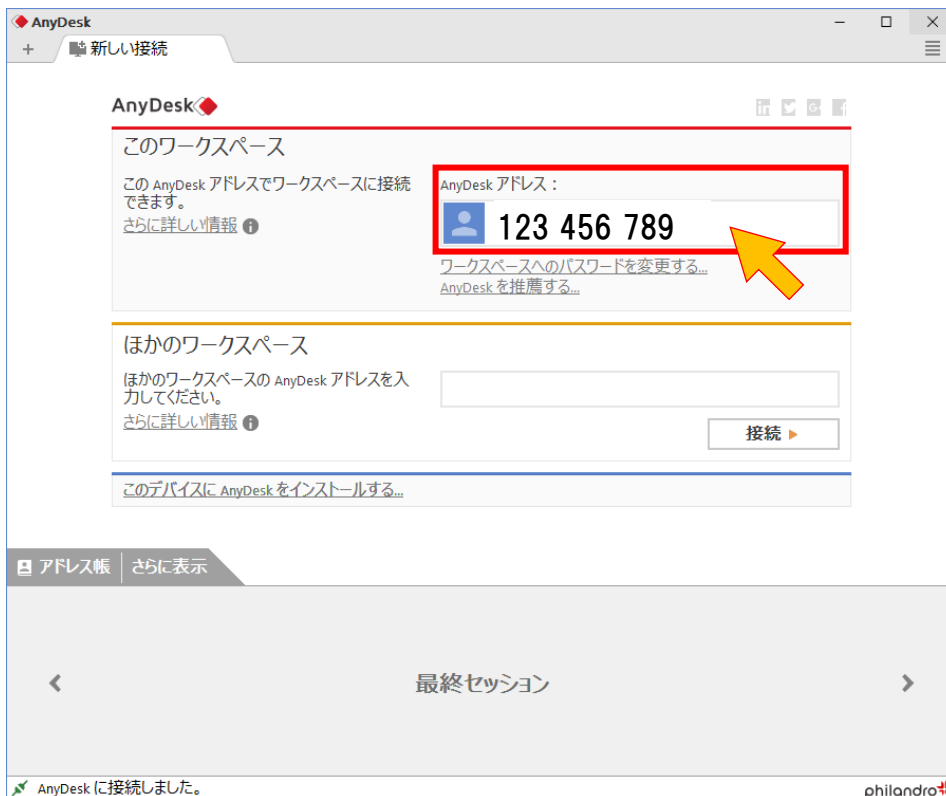 AnyDesk
新しい接続
AnyDesk
このワークスペース
この AnyDesk アドレスでワークスペースに接続
できます。
さらに詳しい情報
AnyDesk アドレス：
123 456 789
ワークスペースへのパスワードを変更する...
AnyDesk を推薦する...
ほかのワークスペース
ほかのワークスペースの AnyDesk アドレスを入
力してください。
さらに詳しい情報
接続
このデバイスに AnyDesk をインストールする...
アドレス帳 さらに表示
最終セッション
AnyDesk に接続しました。
philandro